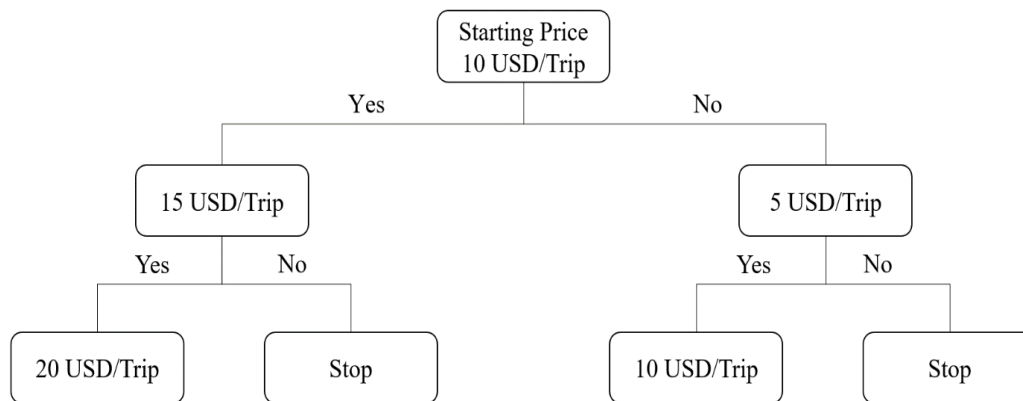 Starting Price
10 USD/Trip
Yes
No
15 USD/Trip
5 USD/Trip
Yes
No
Yes
No
20 USD/Trip
Stop
10 USD/Trip
Stop